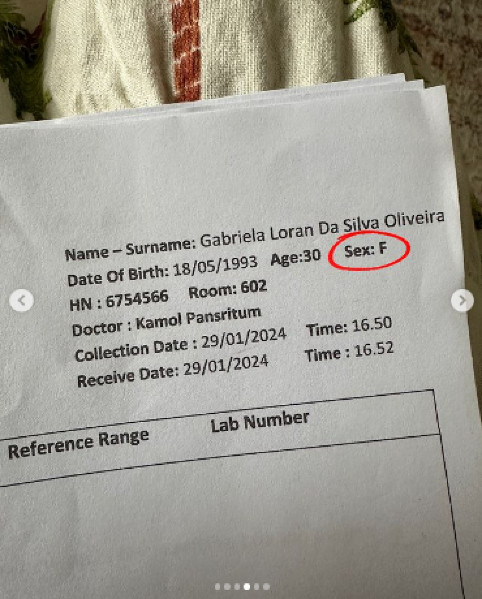 Name – Surname: Gabriela Loran Da Silva Oliveira
Date Of Birth: 18/05/1993 Age:30 Sex: F
HN : 6754566 Room: 602
Doctor : Kamol Pansritum
Collection Date : 29/01/2024 Time: 16.50
Receive Date: 29/01/2024 Time : 16.52
Reference Range Lab Number